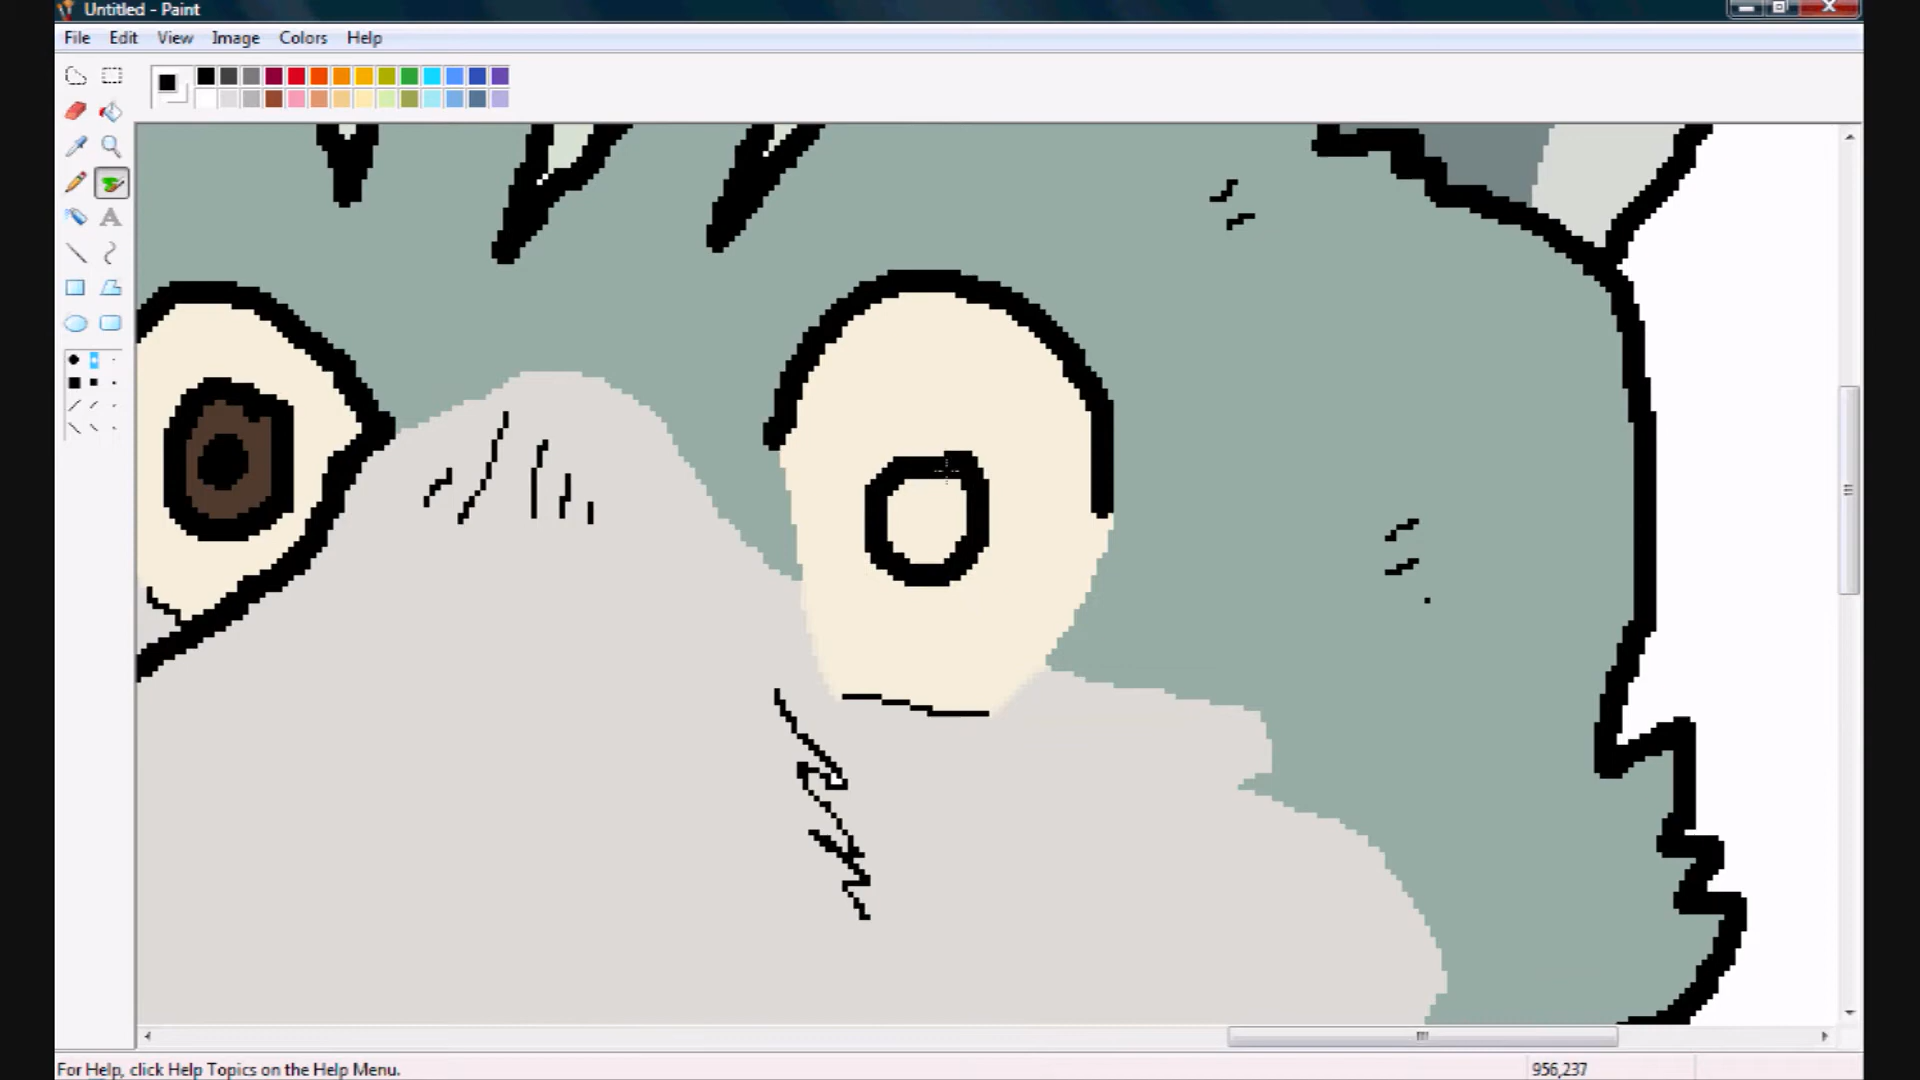 Untitled - Paint
File Edit View Image Colors Help
A
For Help, click Help Topics on the Help Menu.
956,237